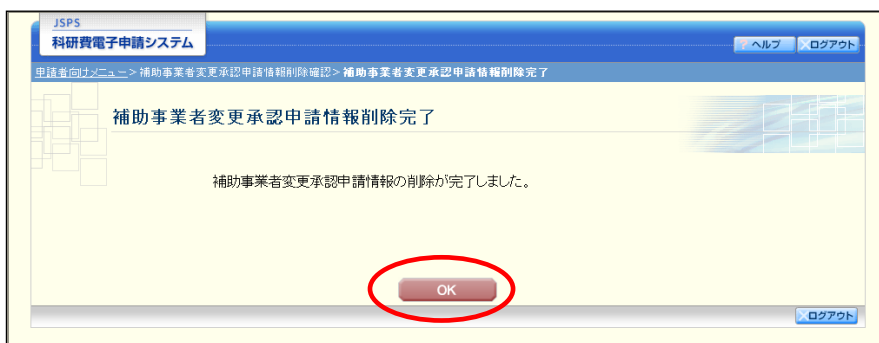 JSPS
科研費電子申請システム
? ヘルプ ×ログアウト
申請者向けメニュー>補助事業者変更承認申請情報削除確認>補助事業者変更承認申請情報削除完了
補助事業者変更承認申請情報削除完了
補助事業者変更承認申請情報の削除が完了しました。
OK
×ログアウト